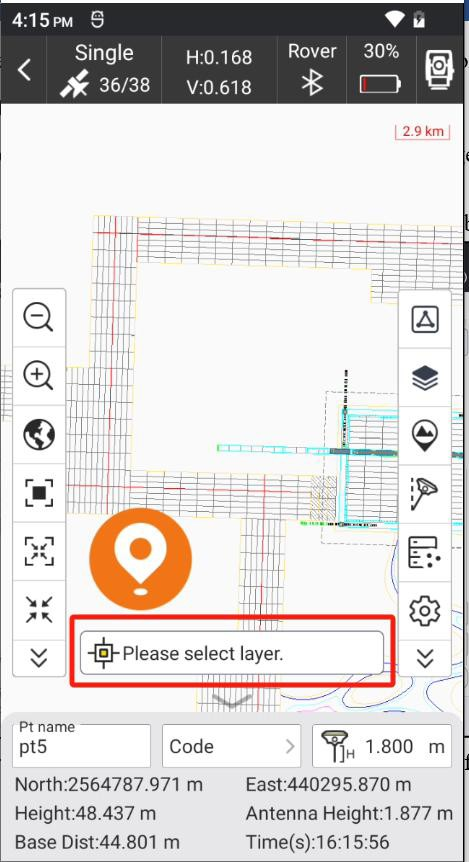 4:15 PM
Single
36/38
H:0.168
V:0.618
Rover
30%
2.9 km
Please select layer.
Pt name
pt5
Code
H
1.800 m
North:2564787.971 m
East:440295.870 m
Height:48.437 m
Antenna Height:1.877 m
Base Dist:44.801 m
Time(s):16:15:56